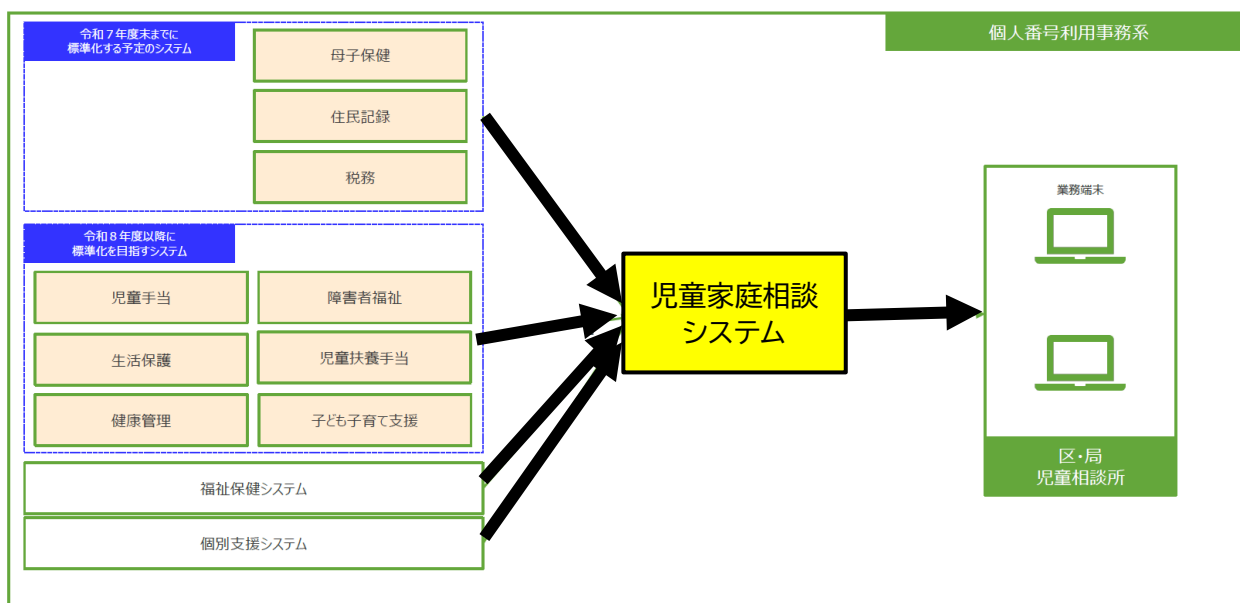 個人番号利用事務系
令和７年度末までに
標準化する予定のシステム
母子保健
住民記録
税務
令和８年度以降に
標準化を目指すシステム
児童手当
障害者福祉
生活保護
児童扶養手当
健康管理
子ども子育て支援
福祉保健システム
個別支援システム
児童家庭相談
システム
業務端末
区・局
児童相談所